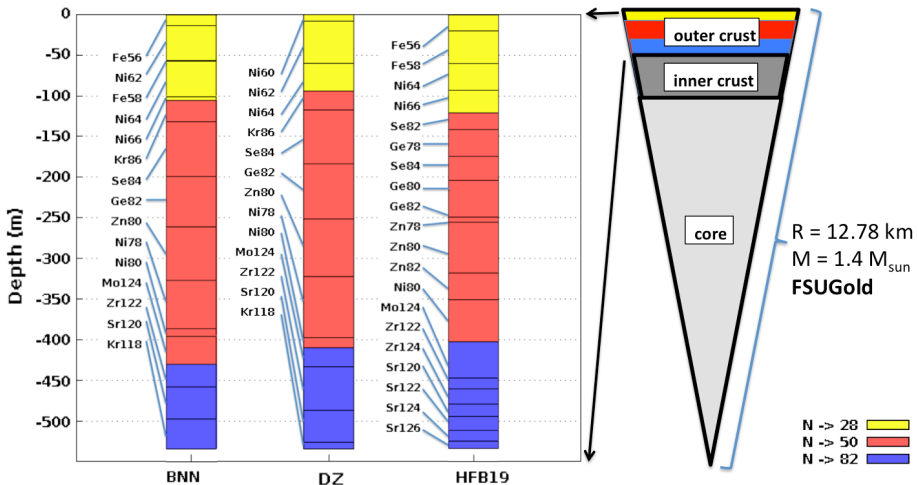 Depth {m}
0
-50
-100
-150
-200
-250
-300
-350
-400
-450
-500
Fe56
Ni62
Fe58
Ni64
Ni66
Kr86
Se84
Ge82
Zn80
Ni78
Ni80
Mo124
Zr122
Sr120
Kr118
BNN
Ni60
Ni62
Ni64
Kr86
Se84
Ge82
Zn80
Ni78
Ni80
Mo124
Zr122
Sr120
Kr118
DZ
Fe56
Fe58
Ni64
Ni66
Se82
Ge78
Se84
Ge80
Ge82
Zn78
Zn80
Zn82
Ni80
Mo124
Zr122
Zr124
Sr120
Sr122
Sr124
Sr126
HFB19
outer crust
inner crust
core
R = 12.78 km
M = 1.4 Msun
FSUGold
N -> 28
N -> 50
N -> 82